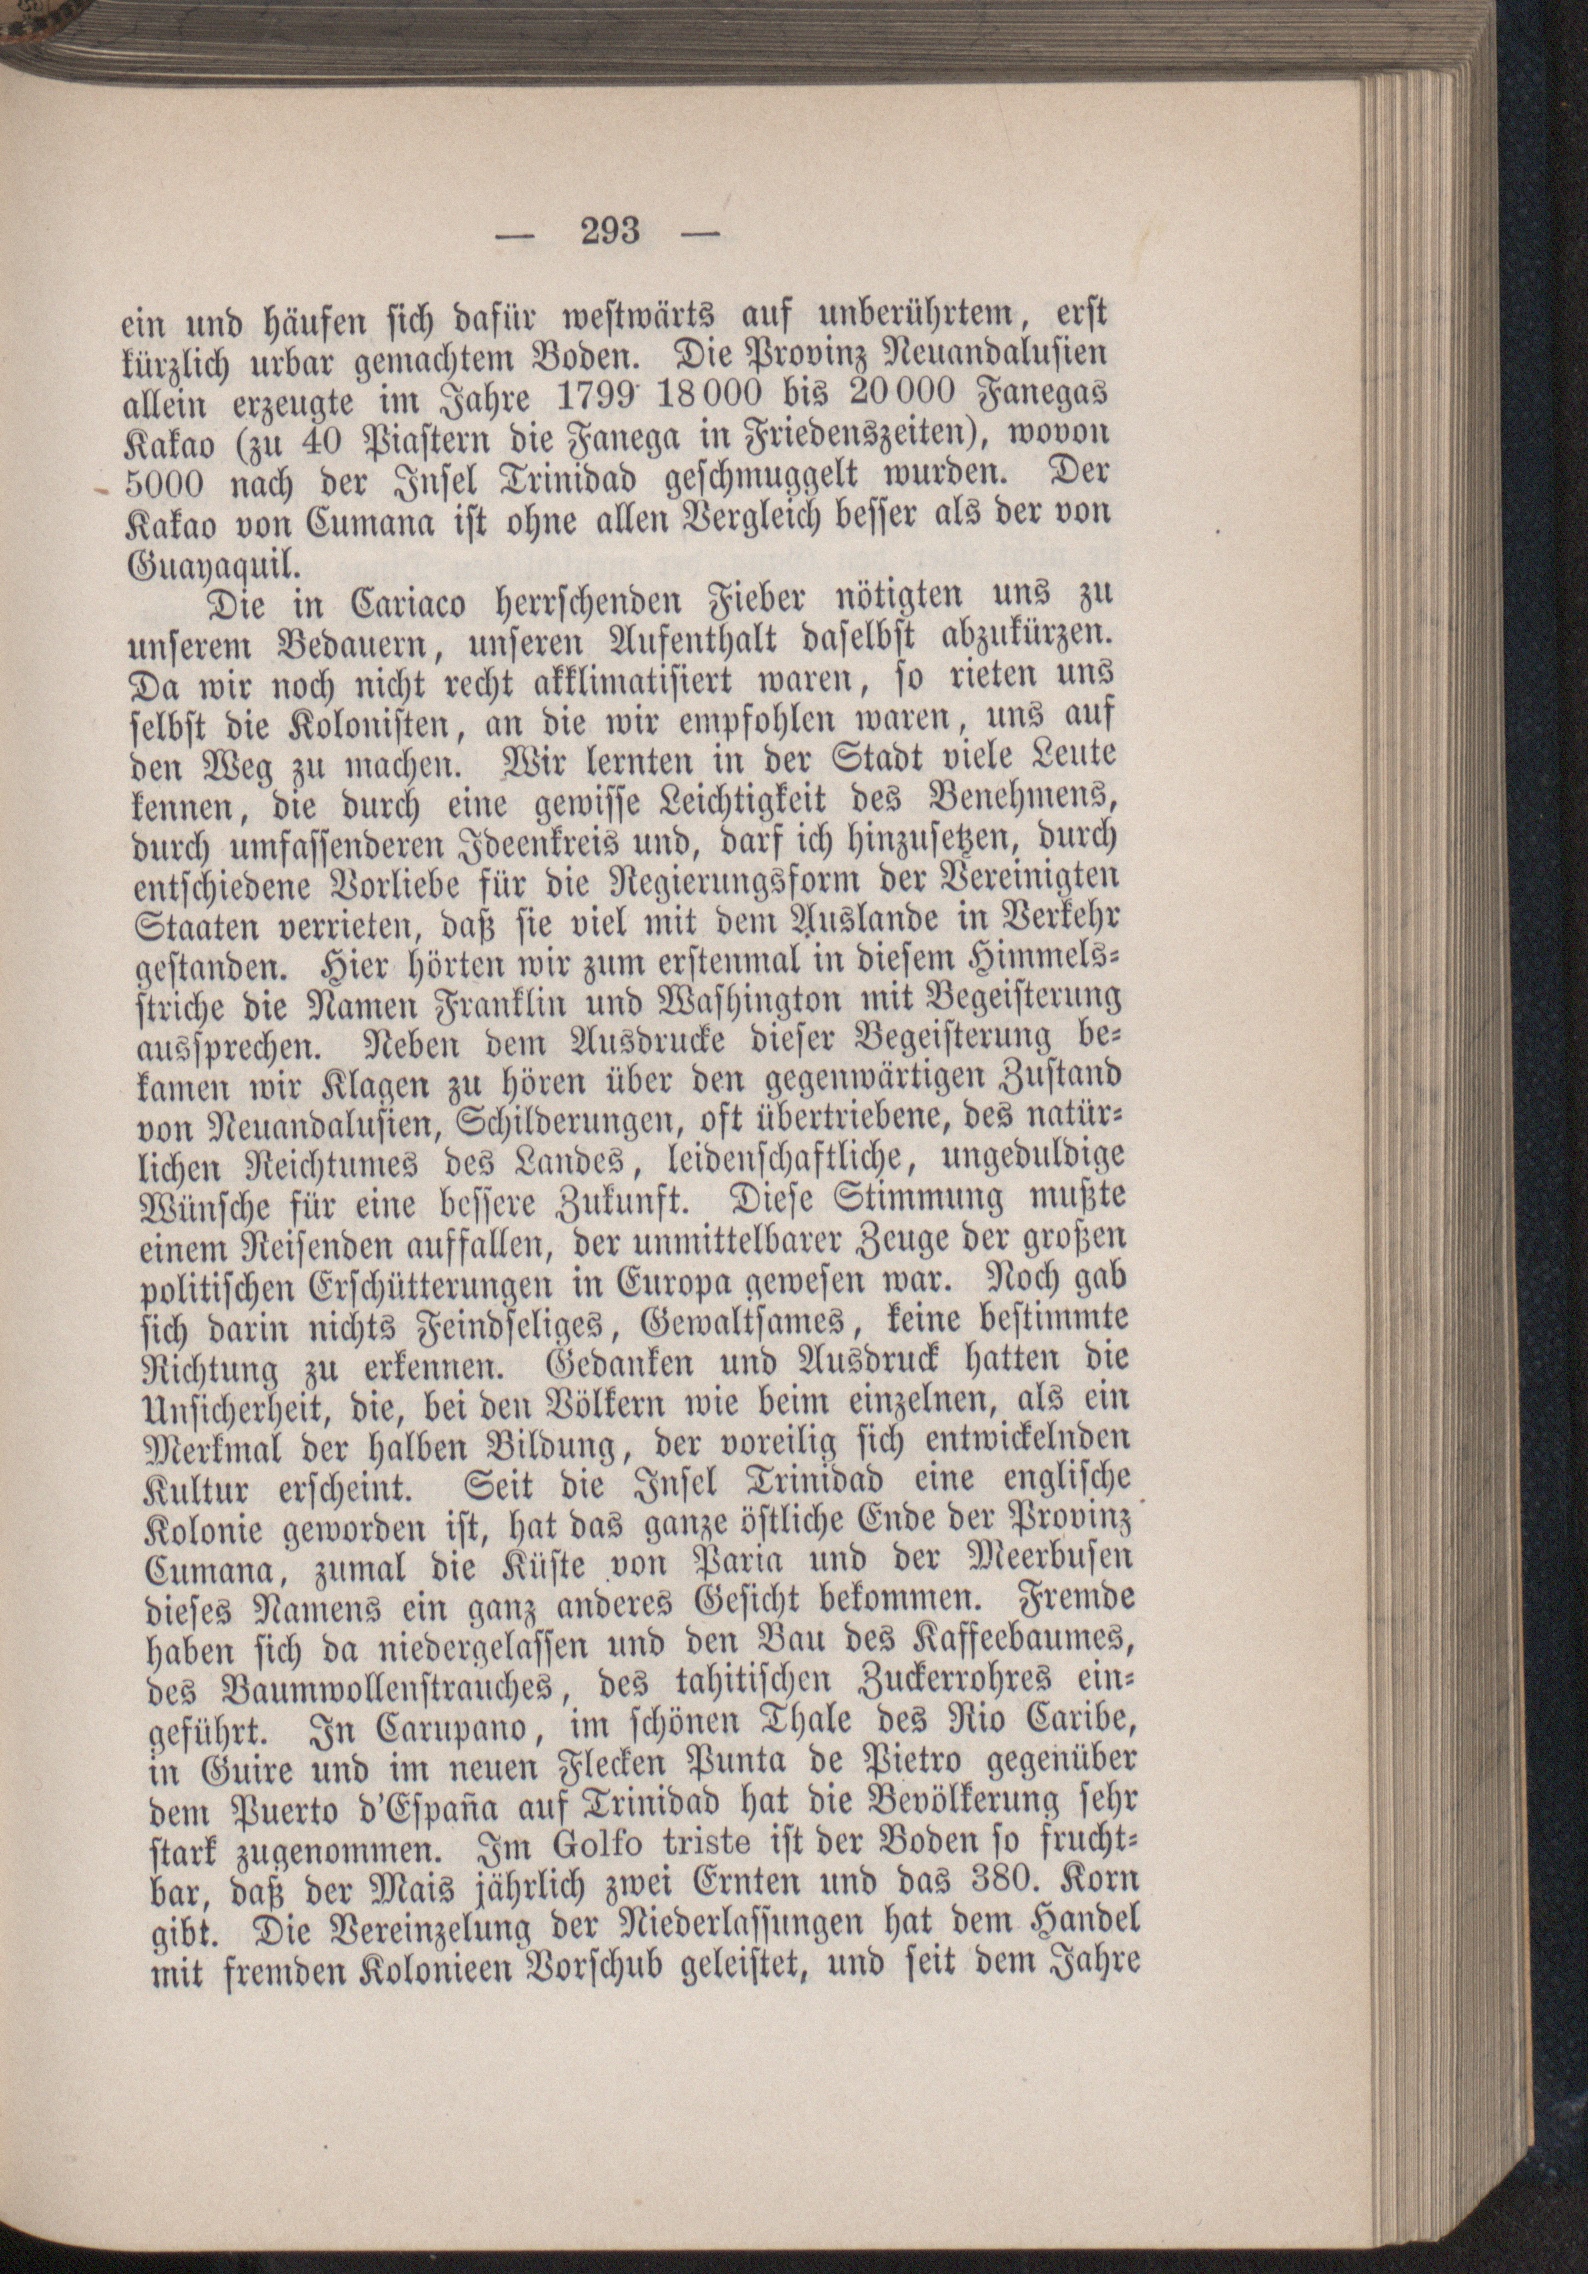 — 293 —
ein und häufen sich dafür westwärts auf unberührtem, erst
kürzlich urbar gemachtem Boden. Die Provinz Neuandalusien
allein erzeugte im Jahre 1799 18000 bis 20000 Fanegas
Kakao (zu 40 Piastern die Fanega in Friedenszeiten), wovon
5000 nach der Insel Trinidad geschmuggelt wurden. Der
Kakao von Cumana ist ohne allen Vergleich besser als der von
Guayaquil.
Die in Cariaco herrschenden Fieber nötigten uns zu
unserem Bedauern, unseren Aufenthalt daselbst abzukürzen.
Da wir noch nicht recht akklimatisiert waren, so rieten uns
selbst die Kolonisten, an die wir empfohlen waren, uns auf
den Weg zu machen. Wir lernten in der Stadt viele Leute
kennen, die durch eine gewisse Leichtigkeit des Benehmens,
durch umfassenderen Ideenkreis und, darf ich hinzusetzen, durch
entschiedene Vorliebe für die Regierungsform der Vereinigten
Staaten verrieten, daß sie viel mit dem Auslande in Verkehr
gestanden. Hier hörten wir zum erstenmal in diesem Himmels-
striche die Namen Franklin und Washington mit Begeisterung
aussprechen. Neben dem Ausdrucke dieser Begeisterung be-
kamen wir Klagen zu hören über den gegenwärtigen Zustand
von Neuandalusien, Schilderungen, oft übertriebene, des natür-
lichen Reichtumes des Landes, leidenschaftliche, ungeduldige
Wünsche für eine bessere Zukunft. Diese Stimmung mußte
einem Reisenden auffallen, der unmittelbarer Zeuge der großen
politischen Erschütterungen in Europa gewesen war. Noch gab
sich darin nichts Feindseliges, Gewaltsames, keine bestimmte
Richtung zu erkennen. Gedanken und Ausdruck hatten die
Unsicherheit, die, bei den Völkern wie beim einzelnen, als ein
Merkmal der halben Bildung, der voreilig sich entwickelnden
Kultur erscheint. Seit die Insel Trinidad eine englische
Kolonie geworden ist, hat das ganze östliche Ende der Provinz
Cumana, zumal die Küste von Paria und der Meerbusen
dieses Namens ein ganz anderes Gesicht bekommen. Fremde
haben sich da niedergelassen und den Bau des Kaffeebaumes,
des Baumwollenstrauches, des tahitischen Zuckerrohres ein-
geführt. In Carupano, im schönen Thale des Rio Caribe,
in Guire und im neuen Flecken Punta de Pietro gegenüber
dem Puerto d'España auf Trinidad hat die Bevölkerung sehr
stark zugenommen. Im Golfo triste ist der Boden so frucht-
bar, daß der Mais jährlich zwei Ernten und das 380. Korn
gibt. Die Vereinzelung der Niederlassungen hat dem Handel
mit fremden Kolonieen Vorschub geleistet, und seit dem Jahre